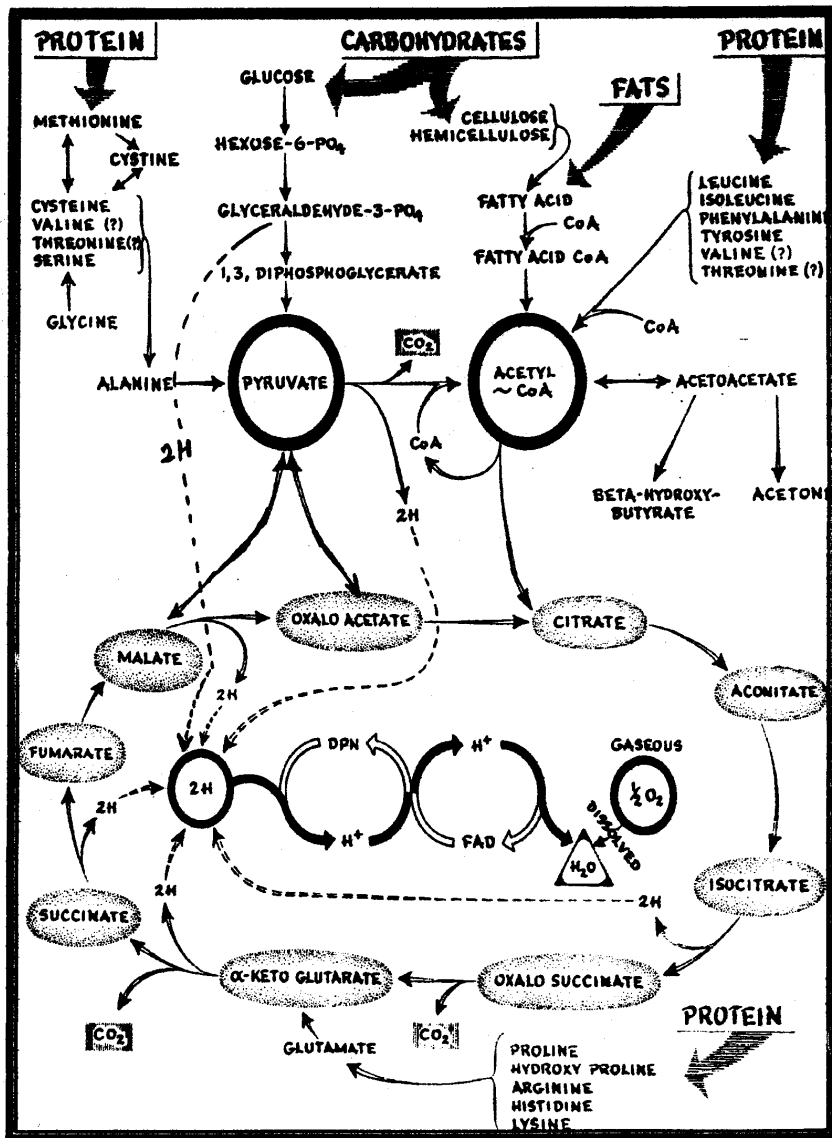 PROTEIN
CARBOHYDRATES
PROTEIN
FATS
METHIONINE
CYSTINE
CYSTEINE
VALINE (?)
THREONINE (?)
SERINE
GLYCINE
ALANINE
GLUCOSE
HEXOSE-6-PO4
GLYCERALDEHYDE-3-PO4
1,3, DIPHOSPHOGLYCERATE
CELLULOSE
HEMICELLULOSE
FATTY ACID
CoA
FATTY ACID CoA
LEUCINE
ISOLEUCINE
PHENYLALANINE
TYROSINE
VALINE (?)
THREONINE (?)
CoA
PYRUVATE
CO2
ACETYL
~ CoA
CoA
ACETOACETATE
BETA-HYDROXY-
BUTYRATE
ACETON
2H
2H
OXALO ACETATE
CITRATE
MALATE
2H
ACONITATE
FUMARATE
2H
2H
DPN
H+
H+
FAD
GASEOUS
½ O2
DISSOLVED
H2O
ISOCITRATE
2H
SUCCINATE
2H
α-KETO GLUTARATE
OXALO SUCCINATE
CO2
CO2
GLUTAMATE
PROTEIN
PROLINE
HYDROXY PROLINE
ARGININE
HISTIDINE
LYSINE